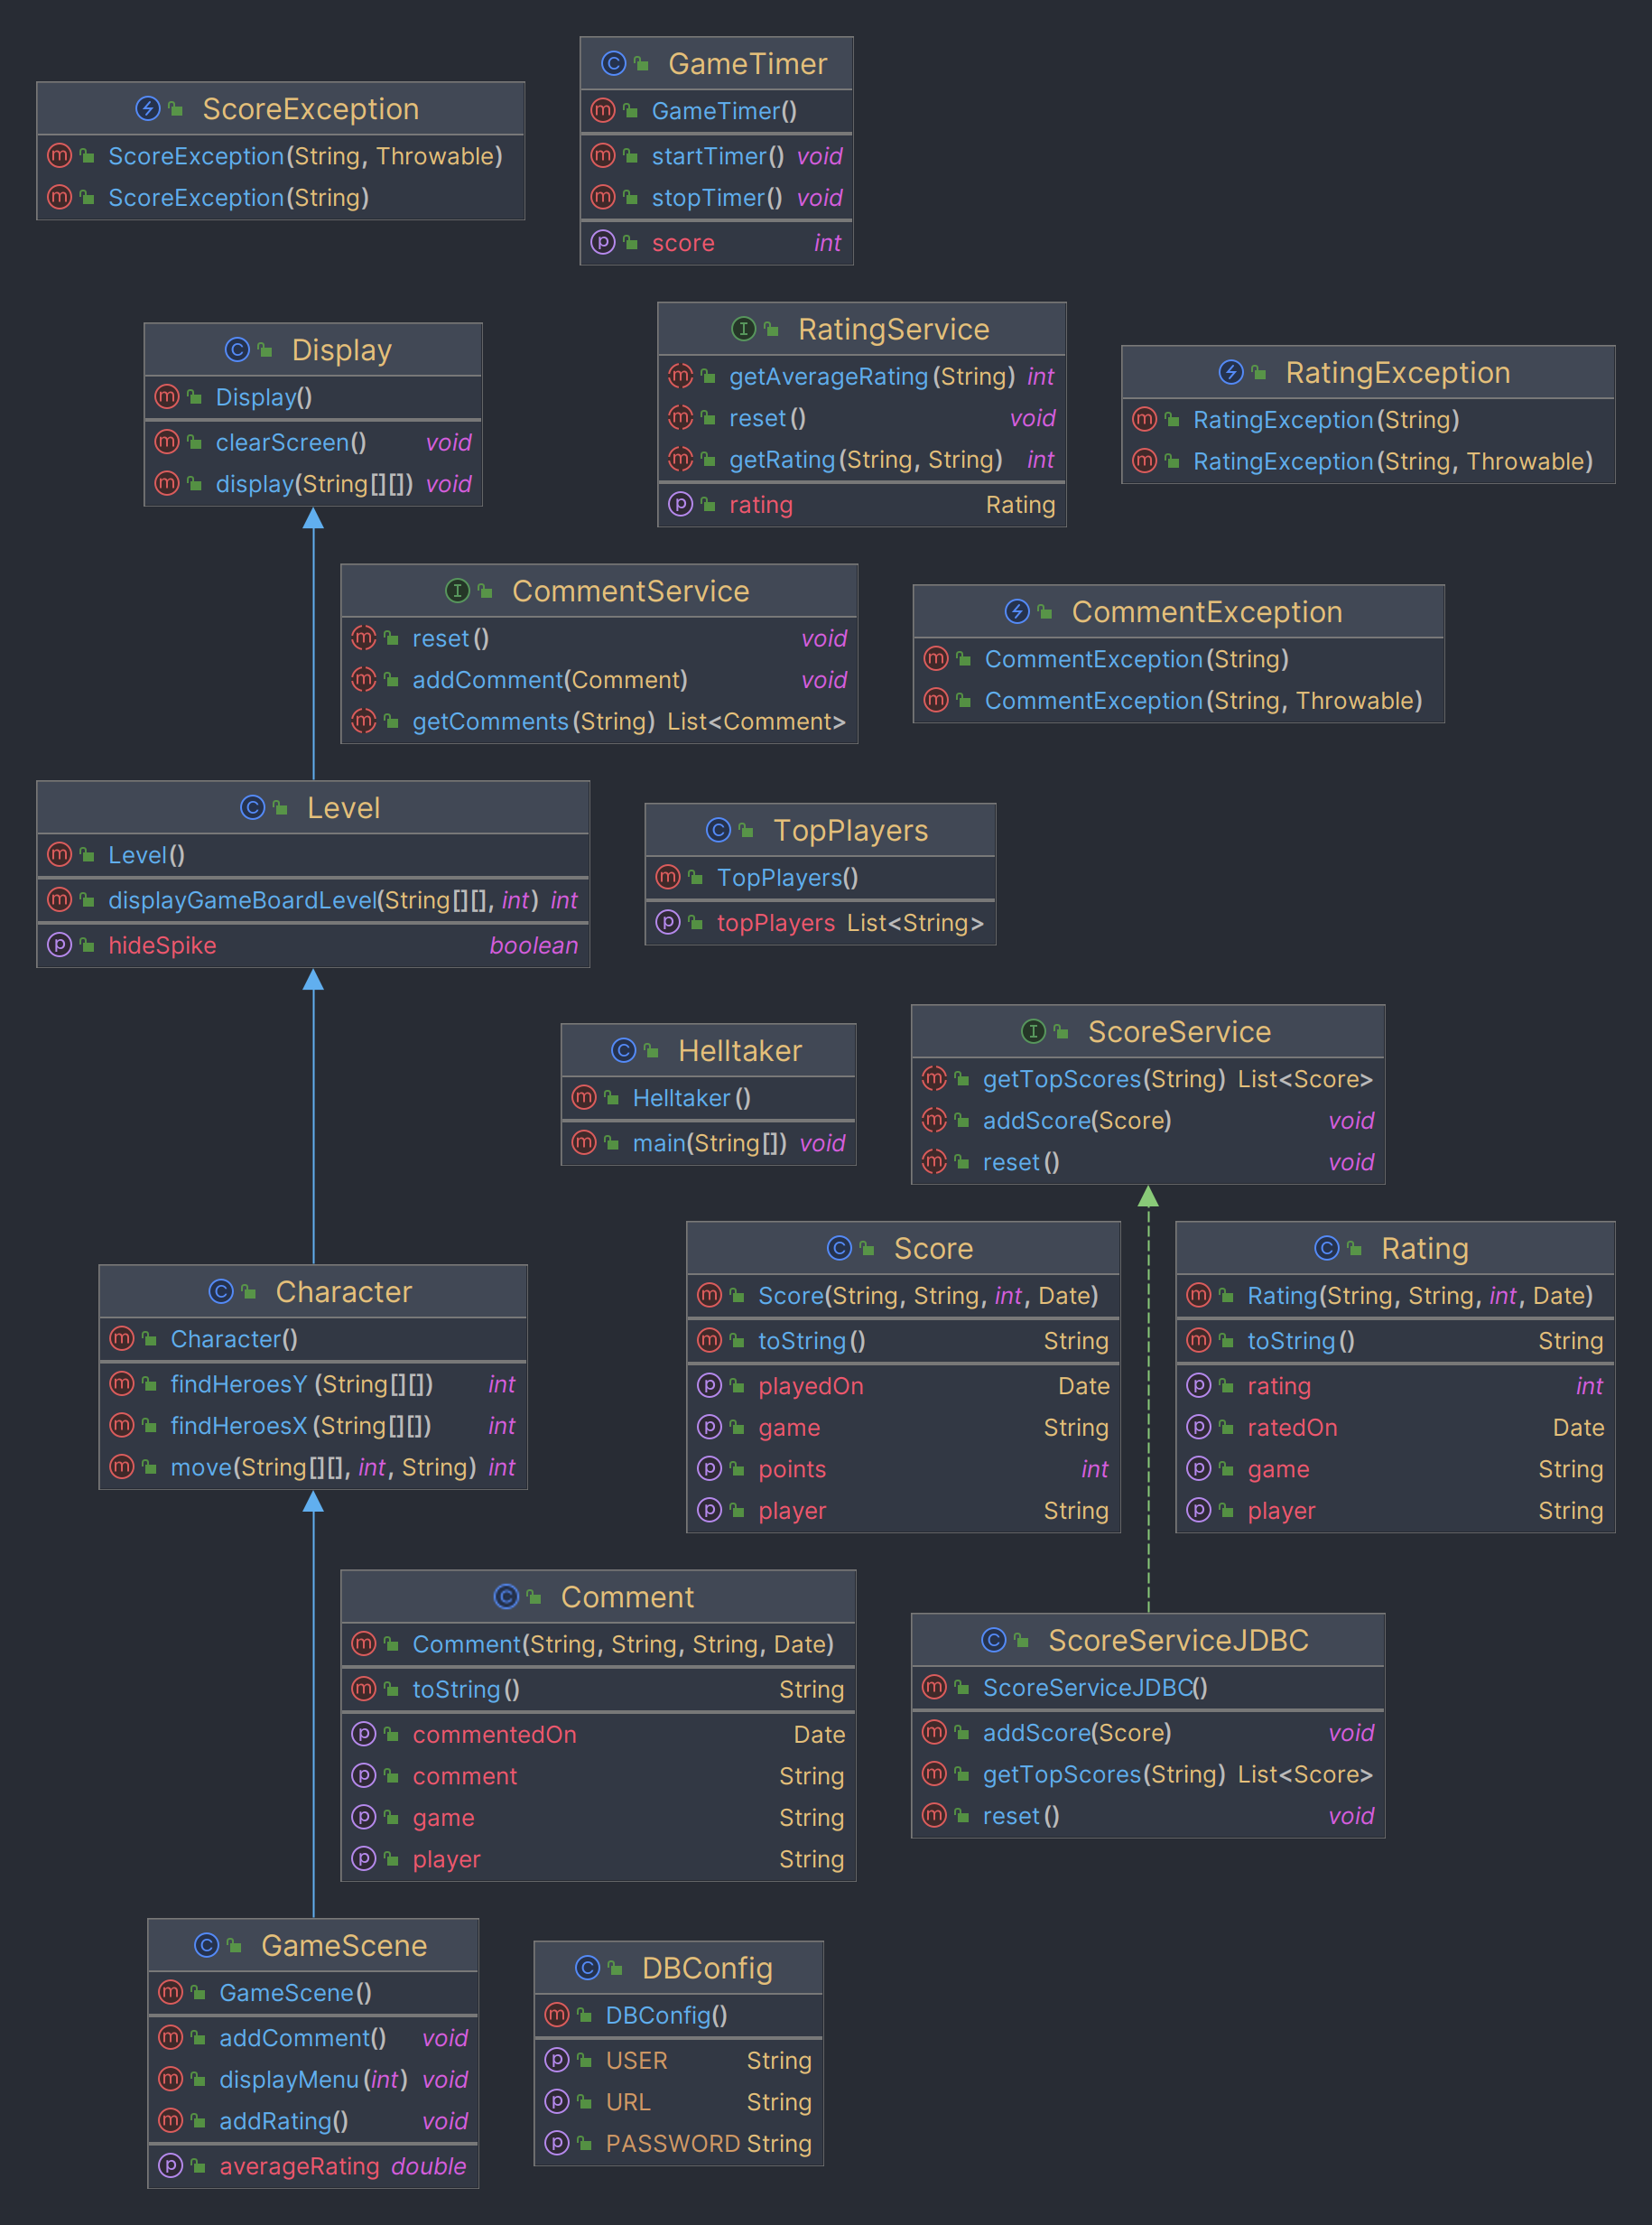 GameTimer
GameTimer()
startTimer() void
stopTimer() void
score int
ScoreException
ScoreException(String, Throwable)
ScoreException(String)
RatingService
getAverageRating(String) int
reset() void
getRating(String, String) int
rating Rating
Display
Display()
clearScreen() void
display(String[][]) void
RatingException
RatingException(String)
RatingException(String, Throwable)
CommentService
reset() void
addComment(Comment) void
getComments(String) List<Comment>
CommentException
CommentException(String)
CommentException(String, Throwable)
Level
Level()
displayGameBoardLevel(String[][], int) int
hideSpike boolean
TopPlayers
TopPlayers()
topPlayers List<String>
Helltaker
Helltaker()
main(String[]) void
ScoreService
getTopScores(String) List<Score>
addScore(Score) void
reset() void
Score
Score(String, String, int, Date)
toString() String
playedOn Date
game String
points int
player String
Rating
Rating(String, String, int, Date)
toString() String
rating int
ratedOn Date
game String
player String
Character
Character()
findHeroesY(String[][]) int
findHeroesX(String[][]) int
move(String[][], int, String) int
Comment
Comment(String, String, String, Date)
toString() String
commentedOn Date
comment String
game String
player String
ScoreServiceJDBC
ScoreServiceJDBC()
addScore(Score) void
getTopScores(String) List<Score>
reset() void
GameScene
GameScene()
addComment() void
displayMenu(int) void
addRating() void
averageRating double
DBConfig
DBConfig()
USER String
URL String
PASSWORD String